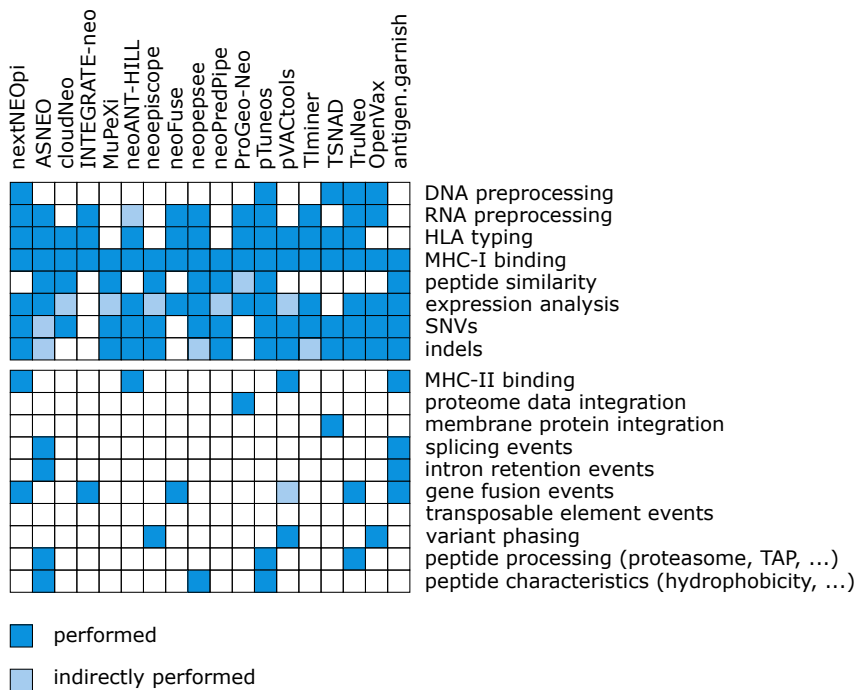 nextNEOpi
ASNEO
cloudNeo
INTEGRATE-neo
MuPeXi
neoANT-HILL
neoepiscope
neoFuse
neopepsee
neoPredPipe
ProGeo-Neo
pTuneos
pVACtools
TIminer
TSNAD
TruNeo
OpenVax
antigen.garnish
DNA preprocessing
RNA preprocessing
HLA typing
MHC-I binding
peptide similarity
expression analysis
SNVs
indels
MHC-II binding
proteome data integration
membrane protein integration
splicing events
intron retention events
gene fusion events
transposable element events
variant phasing
peptide processing (proteasome, TAP, ...)
peptide characteristics (hydrophobicity, ...)
performed
indirectly performed